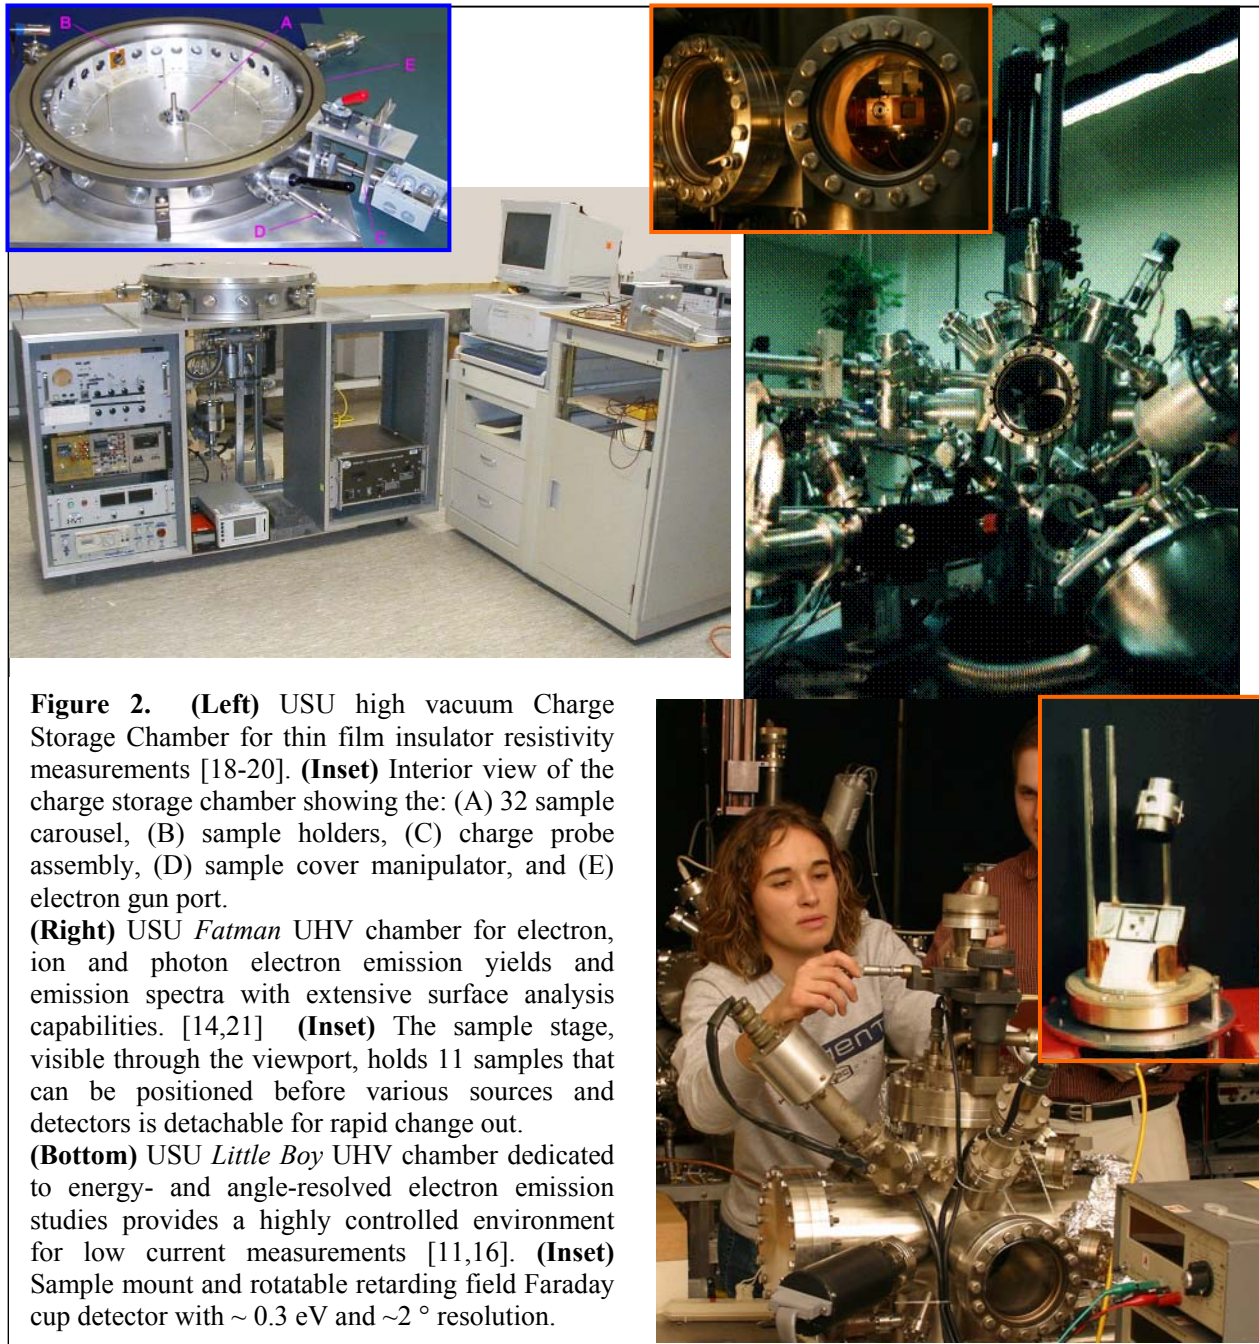 B
A
E
D
C
HVT
GENT
Figure 2. (Left) USU high vacuum Charge
Storage Chamber for thin film insulator resistivity
measurements [18-20]. (Inset) Interior view of the
charge storage chamber showing the: (A) 32 sample
carousel, (B) sample holders, (C) charge probe
assembly, (D) sample cover manipulator, and (E)
electron gun port.
(Right) USU Fatman UHV chamber for electron,
ion and photon electron emission yields and
emission spectra with extensive surface analysis
capabilities. [14,21] (Inset) The sample stage,
visible through the viewport, holds 11 samples that
can be positioned before various sources and
detectors is detachable for rapid change out.
(Bottom) USU Little Boy UHV chamber dedicated
to energy- and angle-resolved electron emission
studies provides a highly controlled environment
for low current measurements [11,16]. (Inset)
Sample mount and rotatable retarding field Faraday
cup detector with ~ 0.3 eV and ~2 ° resolution.